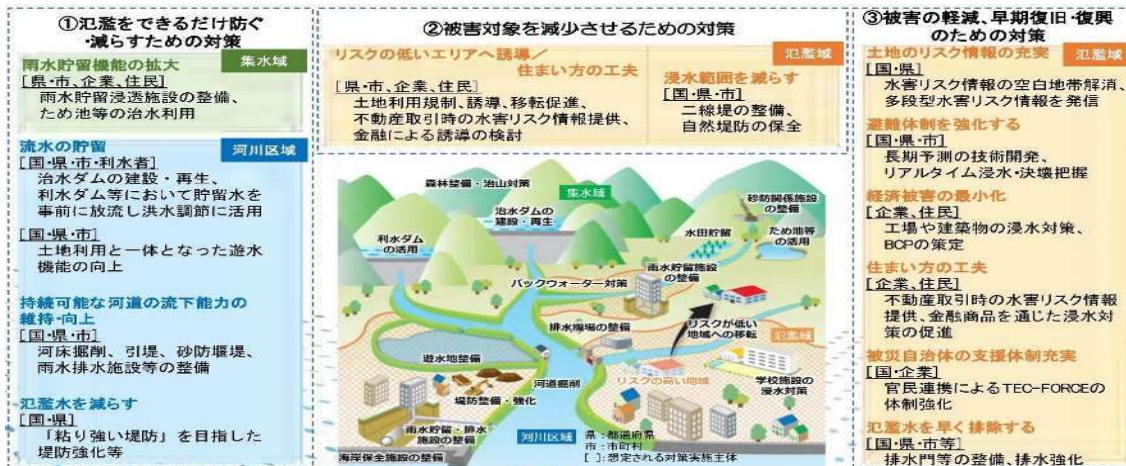 ①氾濫をできるだけ防ぐ
・減らすための対策
雨水貯留機能の拡大
集水域
[県・市、企業、住民]
雨水貯留浸透施設の整備、
ため池等の治水利用
流水の貯留
河川区域
[国・県・市・利水者]
治水ダムの建設・再生、
利水ダム等において貯留水を
事前に放流し洪水調節に活用
[国・県・市]
土地利用と一体となった遊水
機能の向上
持続可能な河道の流下能力の
維持・向上
[国・県・市]
河床掘削、引堤、砂防堰堤、
雨水排水施設等の整備
氾濫水を減らす
[国・県]
「粘り強い堤防」を目指した
堤防強化等
②被害対象を減少させるための対策
リスクの低いエリアへ誘導／
住まい方の工夫
[県・市、企業、住民]
土地利用規制、誘導、移転促進、
不動産取引時の水害リスク情報提供、
金融による誘導の検討
氾濫域
浸水範囲を減らす
[国・県・市]
二線堤の整備、
自然堤防の保全
森林整備・治山対策
集水域
治水ダムの
建設・再生
砂防関係施設
の整備
利水ダム
の活用
水田貯留
ため池等
の活用
雨水貯留施設
の整備
バックウォーター対策
排水機場の整備
リスクが低い
地域への移転
氾濫域
遊水地整備
河道掘削
リスクの高い地域
学校施設の
浸水対策
堤防整備・強化
雨水貯留・排水
施設の整備
河川区域
海岸保全施設の整備
県：都道府県
市：市町村
[ ]：想定される対策実施主体
③被害の軽減、早期復旧・復興
のための対策
土地のリスク情報の充実
氾濫域
[国・県]
水害リスク情報の空白地帯解消、
多段型水害リスク情報を発信
避難体制を強化する
[国・県・市]
長期予測の技術開発、
リアルタイム浸水・決壊把握
経済被害の最小化
[企業、住民]
工場や建築物の浸水対策、
BCPの策定
住まい方の工夫
[企業、住民]
不動産取引時の水害リスク情報
提供、金融商品を通じた浸水対
策の促進
被災自治体の支援体制充実
[国・企業]
官民連携によるTEC-FORCEの
体制強化
氾濫水を早く排除する
[国・県・市等]
排水門等の整備、排水強化